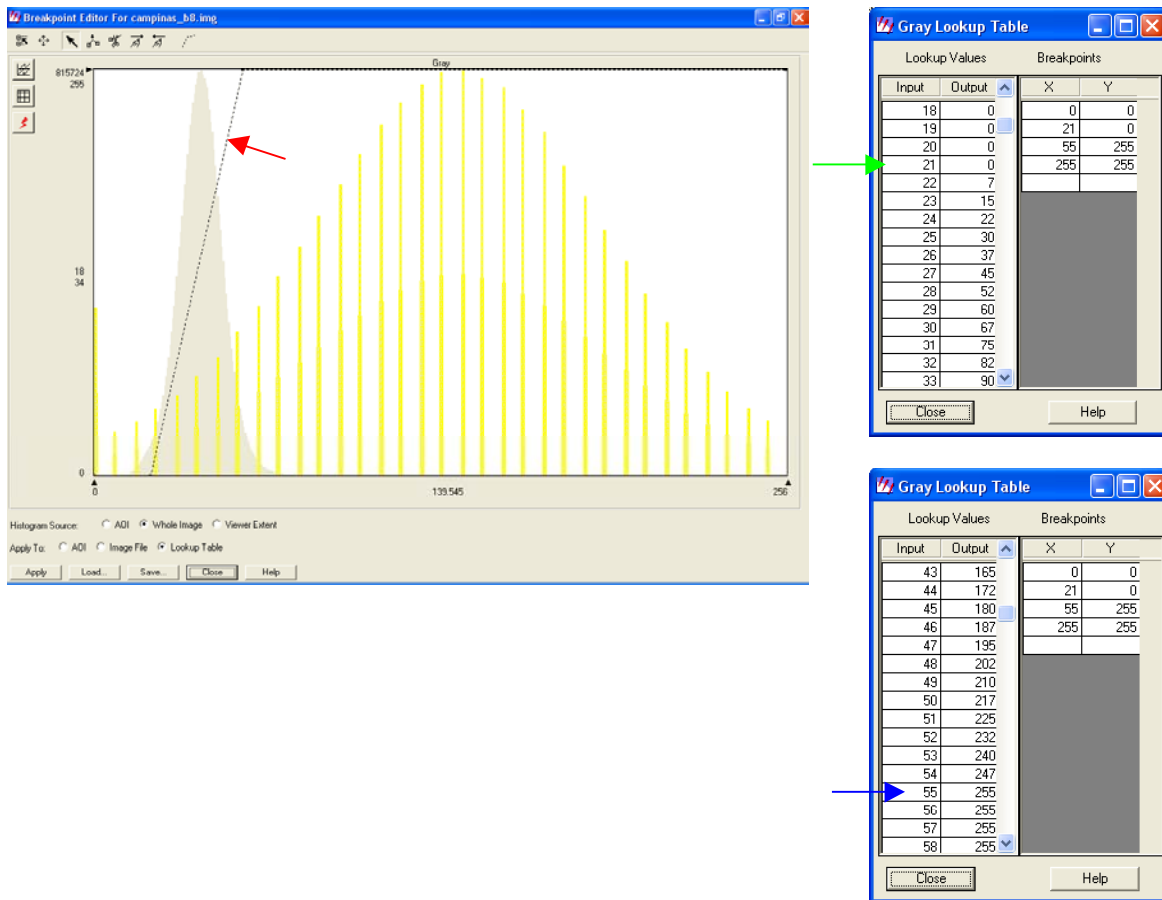 Breakpoint Editor For campinas_b8.img
Gray
815724
255
18
34
0
0 139.545 256
Histogram Source: AOI Whole Image Viewer Extent
Apply To: AOI Image File Lookup Table
Apply Load... Save... Close Help
Gray Lookup Table
Lookup Values Breakpoints
Input Output X Y
18 0 0 0
19 0 21 0
20 0 55 255
21 0 255 255
22 7
23 15
24 22
25 30
26 37
27 45
28 52
29 60
30 67
31 75
32 82
33 90
Close Help
Gray Lookup Table
Lookup Values Breakpoints
Input Output X Y
43 165 0 0
44 172 21 0
45 180 55 255
46 187 255 255
47 195
48 202
49 210
50 217
51 225
52 232
53 240
54 247
55 255
56 255
57 255
58 255
Close Help